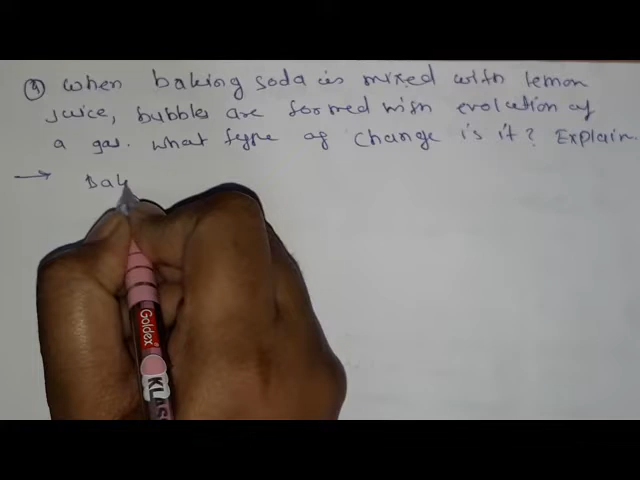 9) When baking soda is mixed with lemon
juice, bubbles are formed with evolution of
a gas. what type of change is it? Explain.
→ Bak
Goldex
KLAS